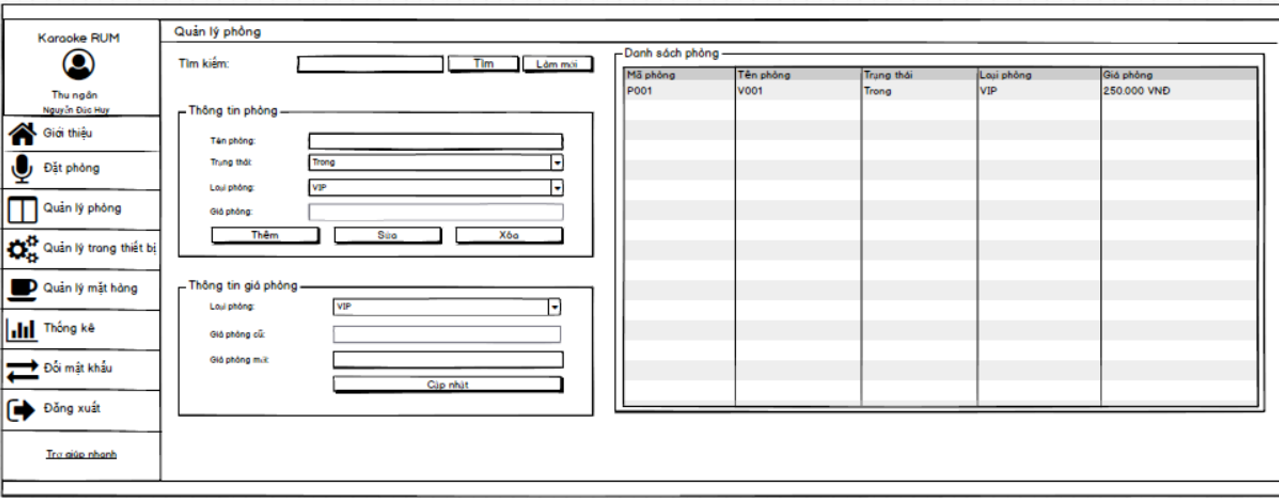 Karaoke RUM
Thu ngân
Nguyễn Đức Huy
Giới thiệu
Đặt phòng
Quản lý phòng
Quản lý trang thiết bị
Quản lý mặt hàng
Thống kê
Đổi mật khẩu
Đăng xuất
Trợ giúp nhanh
Quản lý phòng
Tìm kiếm:
Tìm
Làm mới
Thông tin phòng
Tên phòng:
Trạng thái:
Trong
Loại phòng:
VIP
Giá phòng:
Thêm
Sửa
Xóa
Thông tin giá phòng
Loại phòng:
VIP
Giá phòng cũ:
Giá phòng mới:
Cập nhật
Danh sách phòng
Mã phòng Tên phòng Trạng thái Loại phòng Giá phòng
P001 V001 Trong VIP 250.000 VNĐ